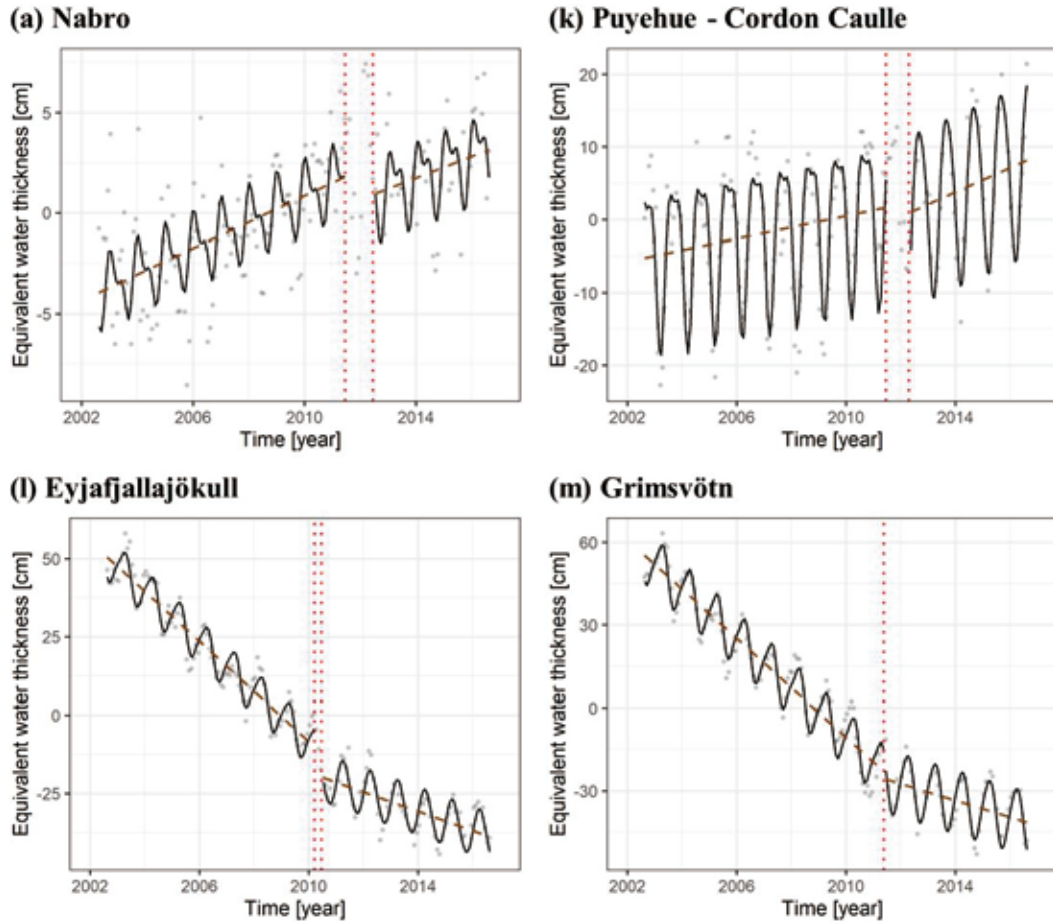 (a) Nabro
Equivalent water thickness [cm]
5
0
-5
2002 2006 2010 2014
Time [year]
(k) Puyehue - Cordon Caulle
Equivalent water thickness [cm]
20
10
0
-10
-20
2002 2006 2010 2014
Time [year]
(l) Eyjafjallajökull
Equivalent water thickness [cm]
50
25
0
-25
2002 2006 2010 2014
Time [year]
(m) Grimsvötn
Equivalent water thickness [cm]
60
30
0
-30
2002 2006 2010 2014
Time [year]